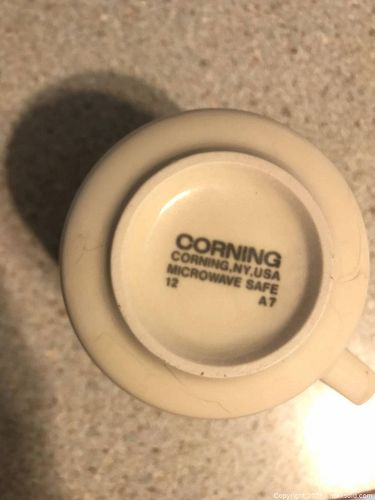 CORNING
CORNING, NY, USA
MICROWAVE SAFE
12
A7